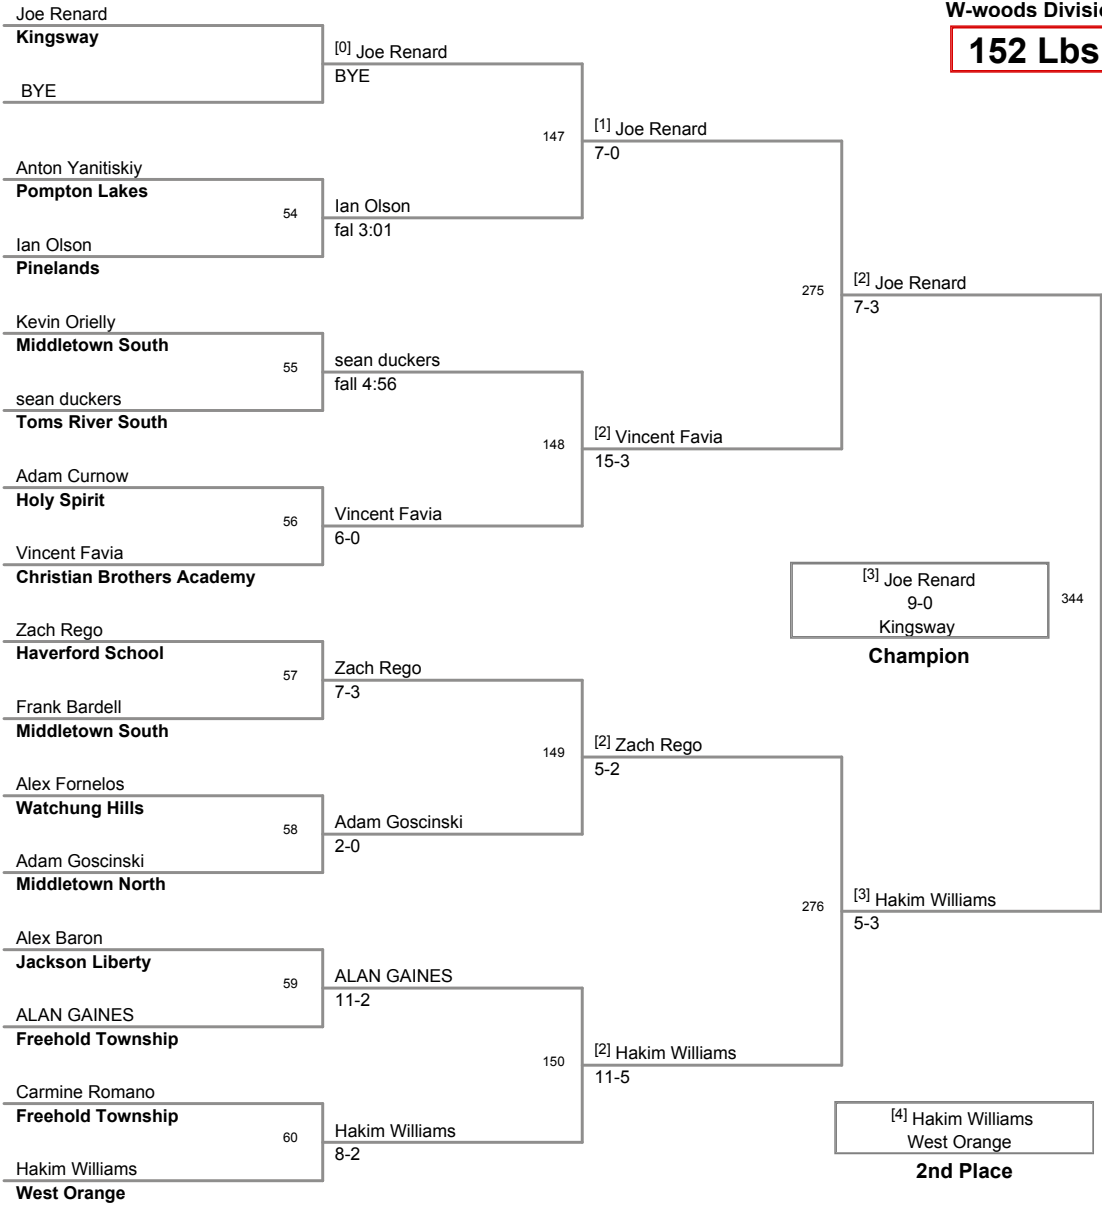 W-woods Divisi
152 Lbs
Joe Renard
Kingsway
BYE
Anton Yanitiskiy
Pompton Lakes
54
Ian Olson
Pinelands
Kevin Orielly
Middletown South
55
sean duckers
Toms River South
Adam Curnow
Holy Spirit
56
Vincent Favia
Christian Brothers Academy
Zach Rego
Haverford School
57
Frank Bardell
Middletown South
Alex Fornelos
Watchung Hills
58
Adam Goscinski
Middletown North
Alex Baron
Jackson Liberty
59
ALAN GAINES
Freehold Township
Carmine Romano
Freehold Township
60
Hakim Williams
West Orange
[0] Joe Renard
BYE
147
Ian Olson
fal 3:01
sean duckers
fall 4:56
148
Vincent Favia
6-0
Zach Rego
7-3
149
Adam Goscinski
2-0
ALAN GAINES
11-2
150
Hakim Williams
8-2
[1] Joe Renard
7-0
275
[2] Vincent Favia
15-3
[2] Zach Rego
5-2
276
[2] Hakim Williams
11-5
[2] Joe Renard
7-3
[3] Hakim Williams
5-3
344
[3] Joe Renard
9-0
Kingsway
Champion
[4] Hakim Williams
West Orange
2nd Place